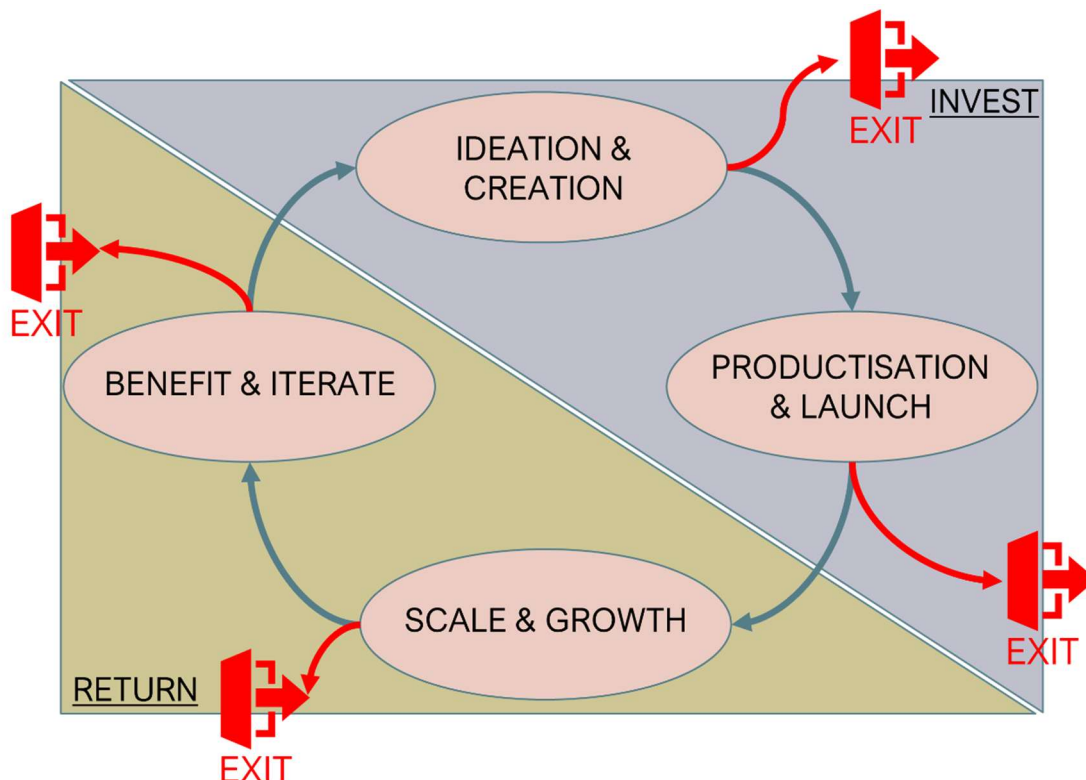 EXIT
INVEST
IDEATION &
CREATION
EXIT
BENEFIT & ITERATE
PRODUCTISATION
& LAUNCH
SCALE & GROWTH
EXIT
RETURN
EXIT